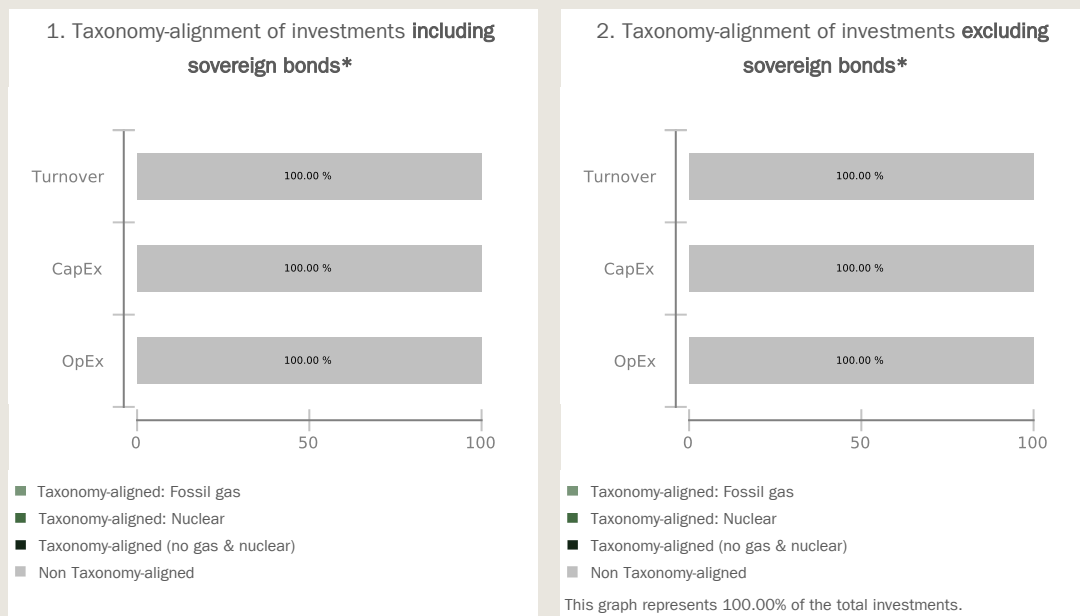 1. Taxonomy-alignment of investments including
sovereign bonds*
Turnover
100.00 %
CapEx
100.00 %
OpEx
100.00 %
0 50 100
Taxonomy-aligned: Fossil gas
Taxonomy-aligned: Nuclear
Taxonomy-aligned (no gas & nuclear)
Non Taxonomy-aligned
2. Taxonomy-alignment of investments excluding
sovereign bonds*
Turnover
100.00 %
CapEx
100.00 %
OpEx
100.00 %
0 50 100
Taxonomy-aligned: Fossil gas
Taxonomy-aligned: Nuclear
Taxonomy-aligned (no gas & nuclear)
Non Taxonomy-aligned
This graph represents 100.00% of the total investments.